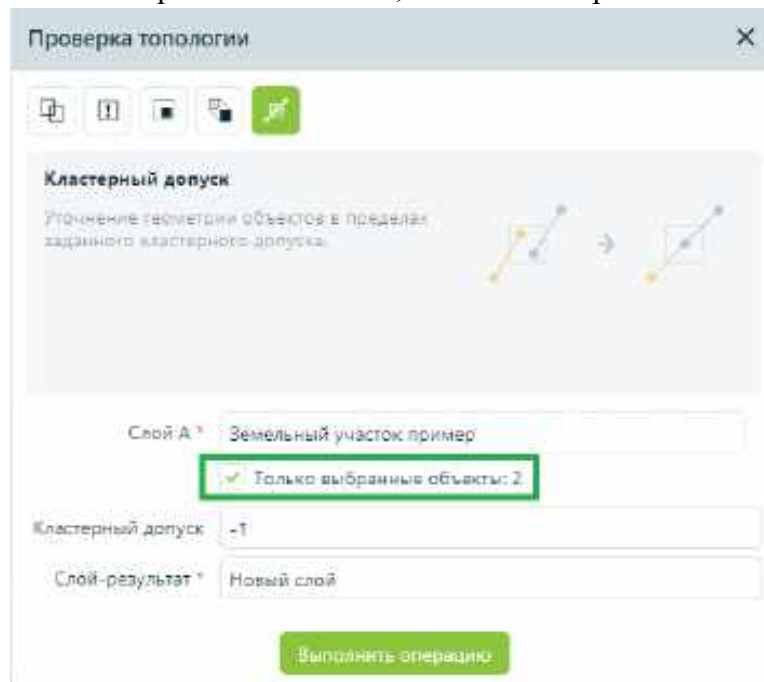 Проверка топологии
Кластерный допуск
Уточнение геометрии объектов в пределах
заданного кластерного допуска.
Слой А *
Земельный участок пример
Только выбранные объекты: 2
Кластерный допуск
-1
Слой-результат *
Новый слой
Выполнить операцию